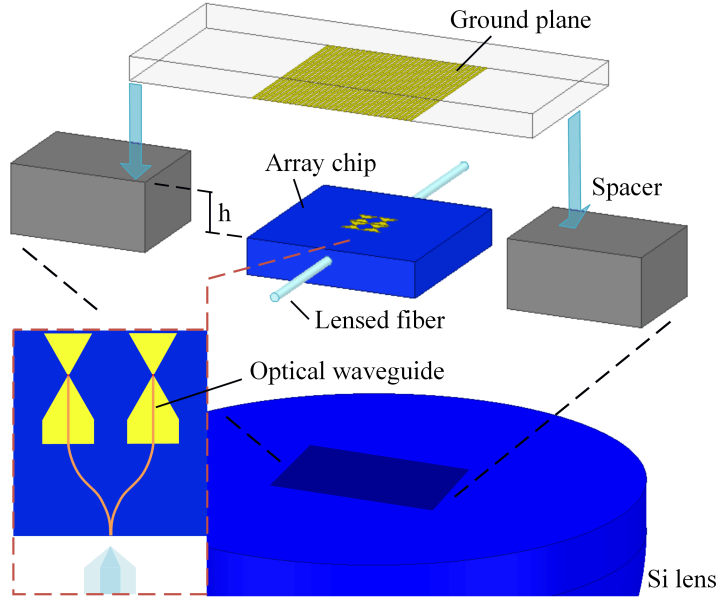 Ground plane
Array chip
Spacer
h
Lensed fiber
Optical waveguide
Si lens